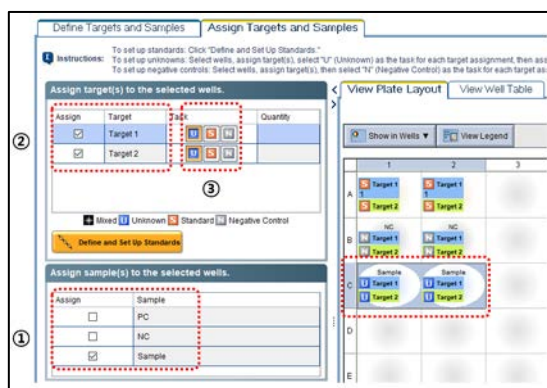 Define Targets and Samples
Assign Targets and Samples
Instructions:
To set up standards: Click "Define and Set Up Standards."
To set up unknowns: Select wells, assign target(s), select "U" (Unknown) as the task for each target assignment, then ass
To set up negative controls: Select wells, assign target(s), then select "N" (Negative Control) as the task for each target as
Assign target(s) to the selected wells.
Assign Target Task Quantity
Target 1 U S N
Target 2 U S N
②
③
Mixed U Unknown S Standard N Negative Control
Define and Set Up Standards
Assign sample(s) to the selected wells.
Assign Sample
PC
NC
Sample
①
View Plate Layout
View Well Table
Show in Wells ▼
View Legend
1 2 3
A
S Target 1 S Target 1
1 1
S Target 2 S Target 2
B
NC NC
N Target 1 N Target 1
N Target 2 N Target 2
C
Sample Sample
U Target 1 U Target 1
U Target 2 U Target 2
D
E